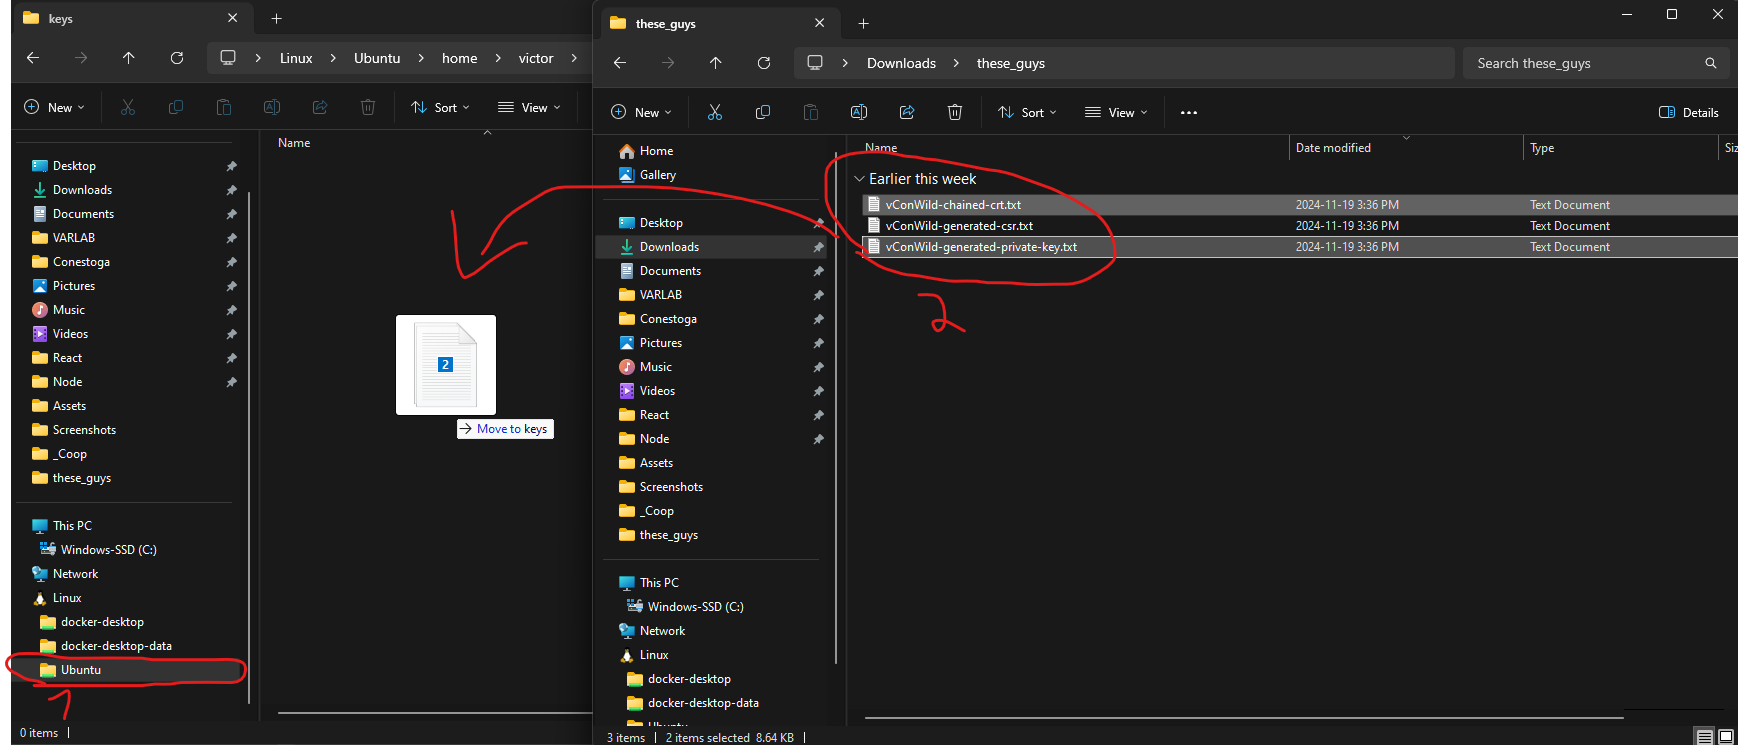 keys
Linux > Ubuntu > home > victor >
New
Sort
View
Name
Desktop
Downloads
Documents
VARLAB
Conestoga
Pictures
Music
Videos
React
Node
Assets
Screenshots
_Coop
these_guys
This PC
Windows-SSD (C:)
Network
Linux
docker-desktop
docker-desktop-data
Ubuntu
1
0 items
2
Move to keys
these_guys
Downloads > these_guys
Search these_guys
New
Sort
View
Details
Home
Gallery
Desktop
Downloads
Documents
VARLAB
Conestoga
Pictures
Music
Videos
React
Node
Assets
Screenshots
_Coop
these_guys
This PC
Windows-SSD (C:)
Network
Linux
docker-desktop
docker-desktop-data
Ubuntu
Name Date modified Type
Earlier this week
vConWild-chained-crt.txt 2024-11-19 3:36 PM Text Document
vConWild-generated-csr.txt 2024-11-19 3:36 PM Text Document
vConWild-generated-private-key.txt 2024-11-19 3:36 PM Text Document
2
3 items 2 items selected 8.64 KB